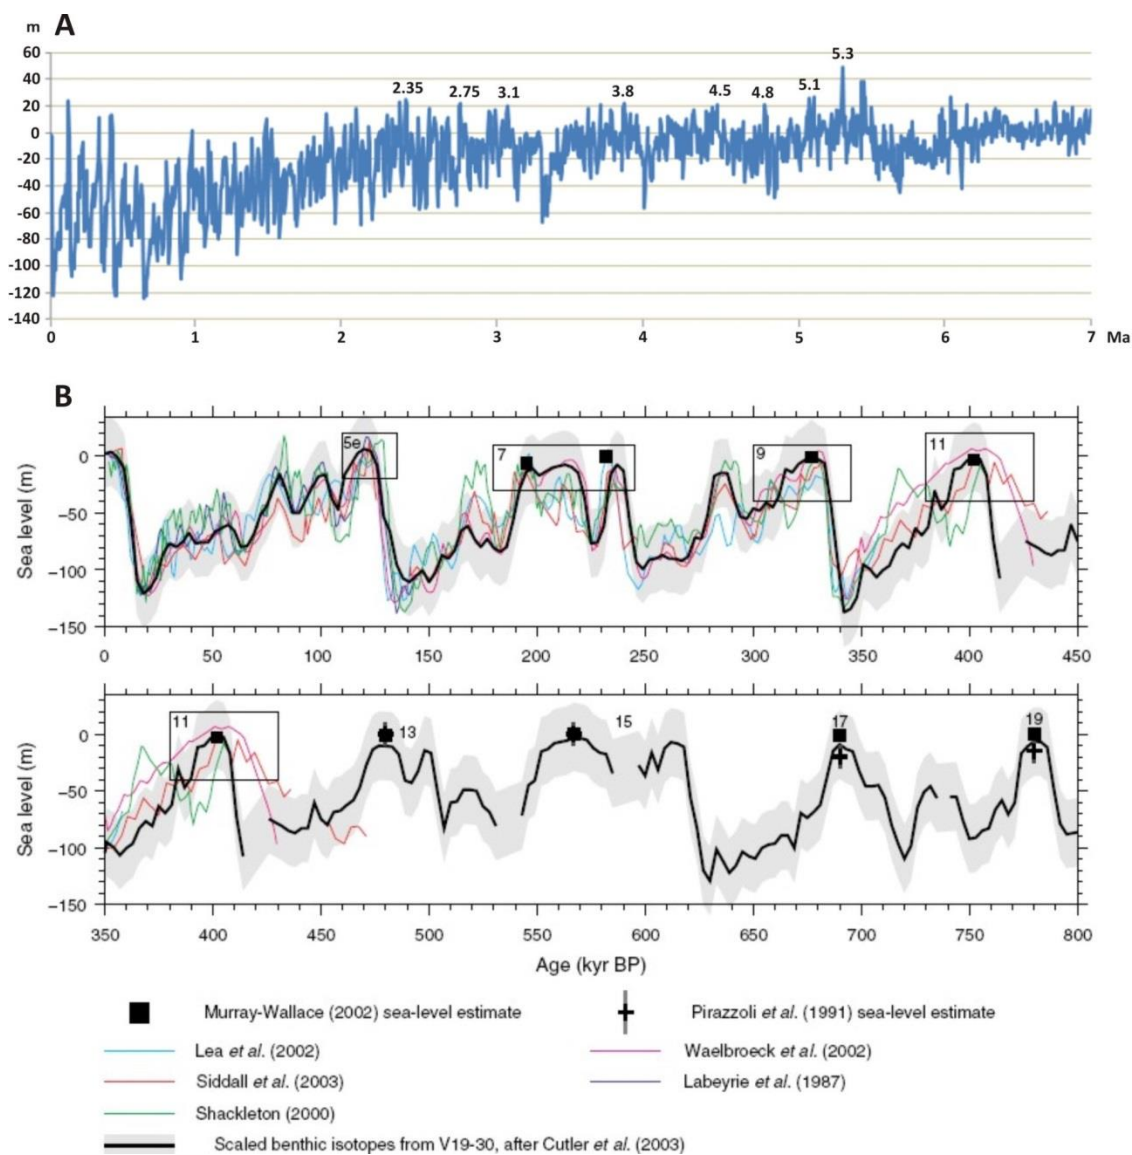 A
m
60
40
20
0
-20
-40
-60
-80
-100
-120
-140
2.35 2.75 3.1 3.8 4.5 4.8 5.1 5.3
0 1 2 3 4 5 6 7 Ma
B
Sea level (m)
0
−50
−100
−150
5e 7 9 11
0 50 100 150 200 250 300 350 400 450
Sea level (m)
0
−50
−100
−150
11 13 15 17 19
350 400 450 500 550 600 650 700 750 800
Age (kyr BP)
Murray-Wallace (2002) sea-level estimate Pirazzoli et al. (1991) sea-level estimate
Lea et al. (2002) Waelbroeck et al. (2002)
Siddall et al. (2003) Labeyrie et al. (1987)
Shackleton (2000)
Scaled benthic isotopes from V19-30, after Cutler et al. (2003)